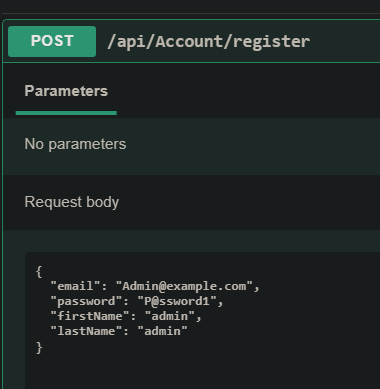 POST /api/Account/register
Parameters
No parameters
Request body
{
  "email": "Admin@example.com",
  "password": "P@ssword1",
  "firstName": "admin",
  "lastName": "admin"
}